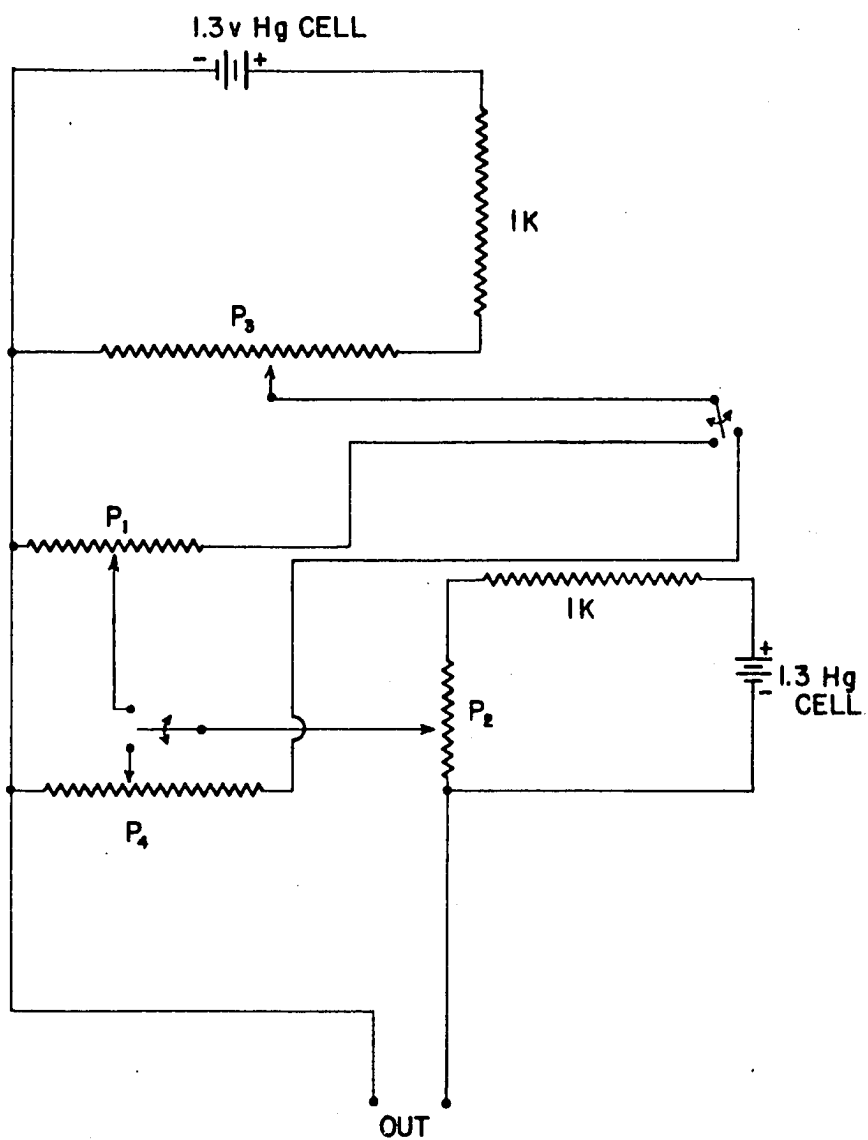 1.3v Hg CELL
- +
1K
P3
P1
1K
+
1.3 Hg
-
CELL
P2
P4
OUT